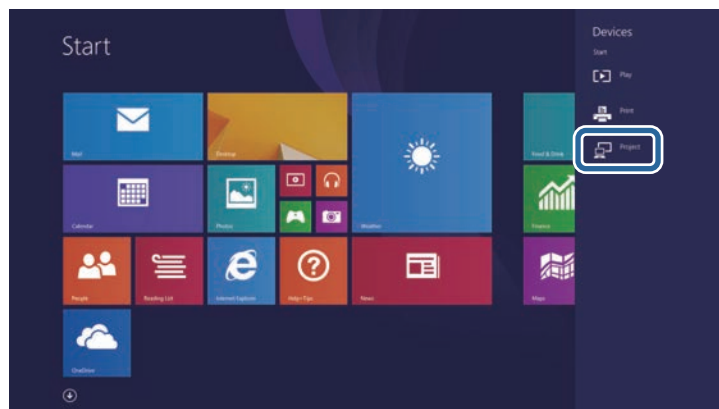 Start
Devices
Start
Play
Print
Project
Mail
Desktop
Food & Drink
Calendar
Photos
Weather
Finance
People
Reading List
Internet Explorer
Help+Tips
News
Maps
OneDrive